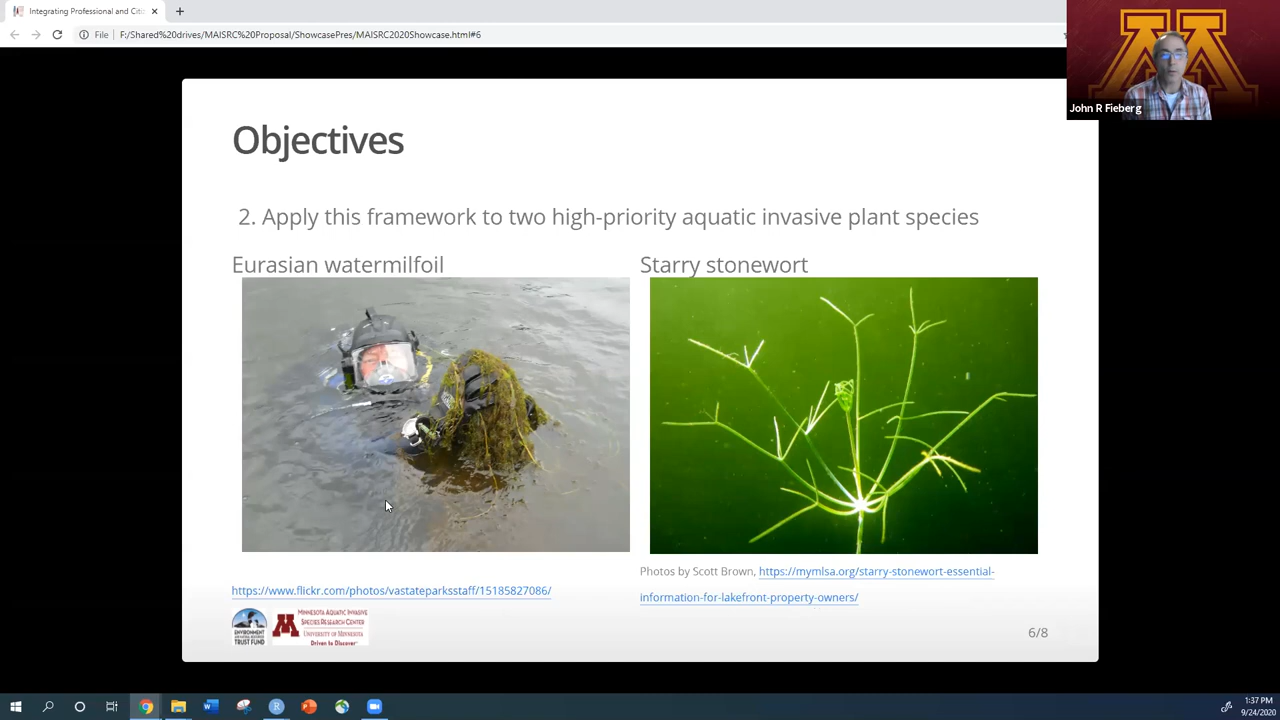 Integrating Professional and Citi
File
F:/Shared%20drives/MAISRC%20Proposal/ShowcasePres/MAISRC2020Showcase.html#6
John R Fieberg
Objectives
2. Apply this framework to two high-priority aquatic invasive plant species
Eurasian watermilfoil
Starry stonewort
Photos by Scott Brown, https://mymlsa.org/starry-stonewort-essential-
information-for-lakefront-property-owners/
https://www.flickr.com/photos/vastateparksstaff/15185827086/
ENVIRONMENT
TRUST FUND
MINNESOTA AQUATIC INVASIVE
SPECIES RESEARCH CENTER
UNIVERSITY OF MINNESOTA
Driven to Discover
6/8
1:37 PM
9/24/2020